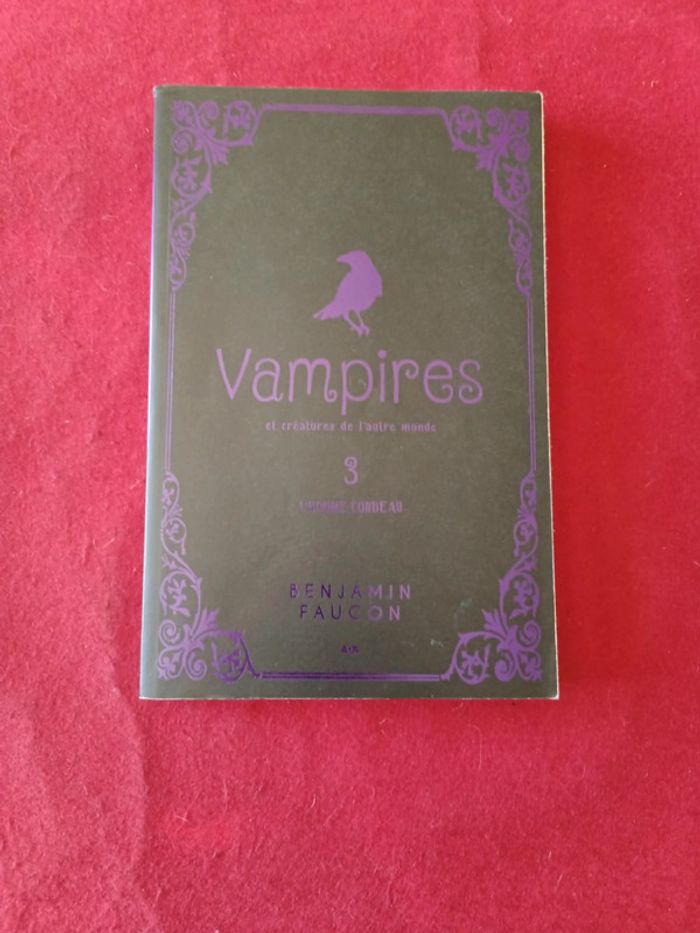 Vampires
et créatures de l'autre monde
3
L'HOMME CORBEAU
BENJAMIN
FAUCON